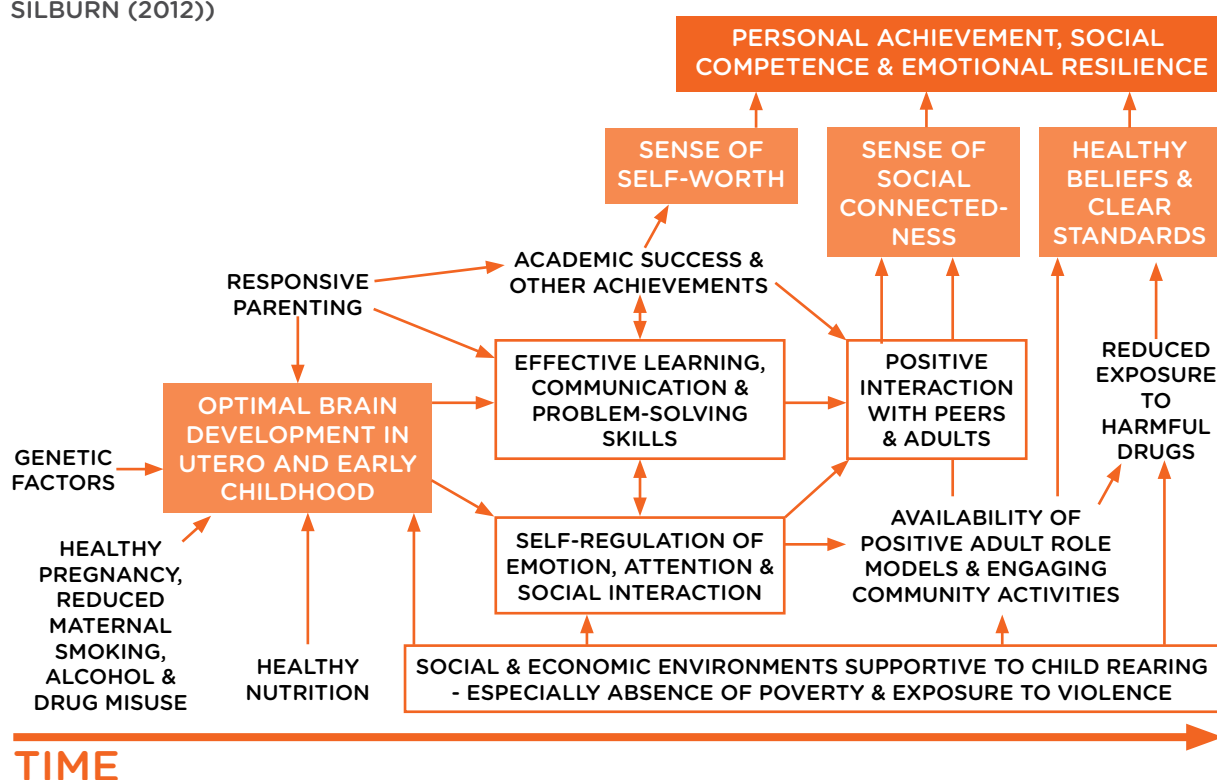 SILBURN (2012))
PERSONAL ACHIEVEMENT, SOCIAL
COMPETENCE & EMOTIONAL RESILIENCE
SENSE OF
SELF-WORTH
SENSE OF
SOCIAL
CONNECTED-
NESS
HEALTHY
BELIEFS &
CLEAR
STANDARDS
RESPONSIVE
PARENTING
ACADEMIC SUCCESS &
OTHER ACHIEVEMENTS
EFFECTIVE LEARNING,
COMMUNICATION &
PROBLEM-SOLVING
SKILLS
POSITIVE
INTERACTION
WITH PEERS
& ADULTS
REDUCED
EXPOSURE
TO
HARMFUL
DRUGS
OPTIMAL BRAIN
DEVELOPMENT IN
UTERO AND EARLY
CHILDHOOD
GENETIC
FACTORS
SELF-REGULATION OF
EMOTION, ATTENTION &
SOCIAL INTERACTION
AVAILABILITY OF
POSITIVE ADULT ROLE
MODELS & ENGAGING
COMMUNITY ACTIVITIES
HEALTHY
PREGNANCY,
REDUCED
MATERNAL
SMOKING,
ALCOHOL &
DRUG MISUSE
HEALTHY
NUTRITION
SOCIAL & ECONOMIC ENVIRONMENTS SUPPORTIVE TO CHILD REARING
- ESPECIALLY ABSENCE OF POVERTY & EXPOSURE TO VIOLENCE
TIME